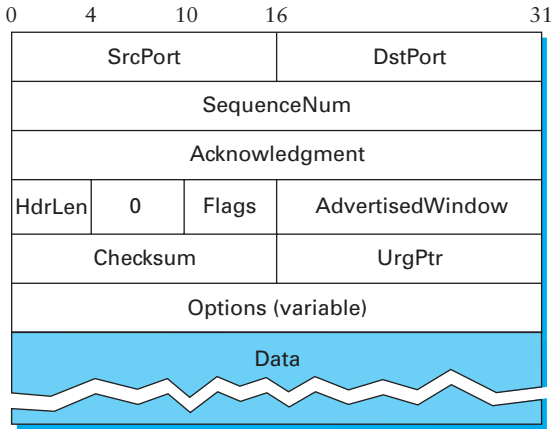 0 4 10 16 31
SrcPort DstPort
SequenceNum
Acknowledgment
HdrLen 0 Flags AdvertisedWindow
Checksum UrgPtr
Options (variable)
Data